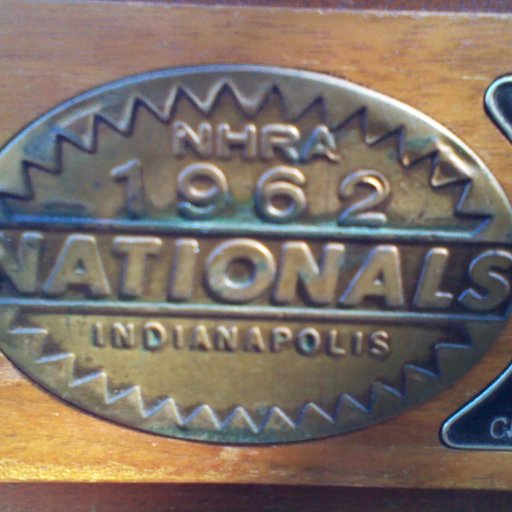 NHRA
1962
NATIONALS
INDIANAPOLIS